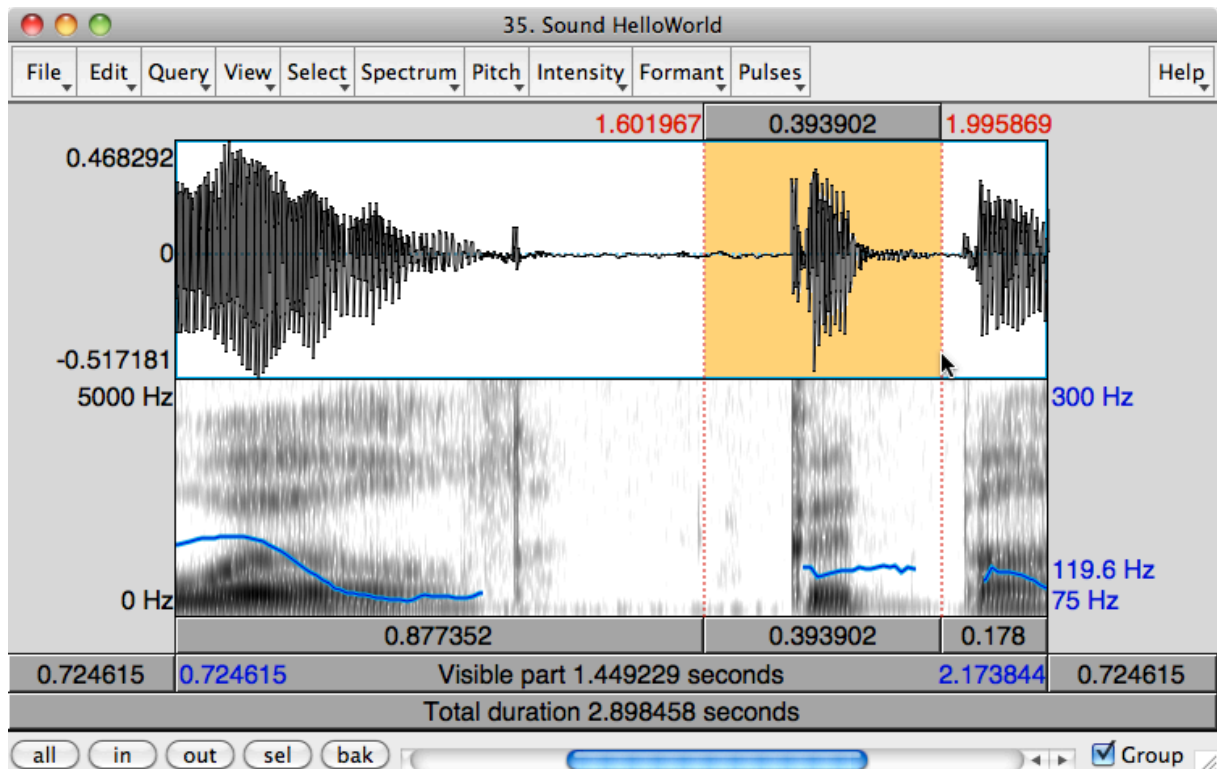 35. Sound HelloWorld
File Edit Query View Select Spectrum Pitch Intensity Formant Pulses Help
1.601967 0.393902 1.995869
0.468292
0
-0.517181
5000 Hz 300 Hz
119.6 Hz
0 Hz 75 Hz
0.877352 0.393902 0.178
0.724615 0.724615 Visible part 1.449229 seconds 2.173844 0.724615
Total duration 2.898458 seconds
all in out sel bak Group